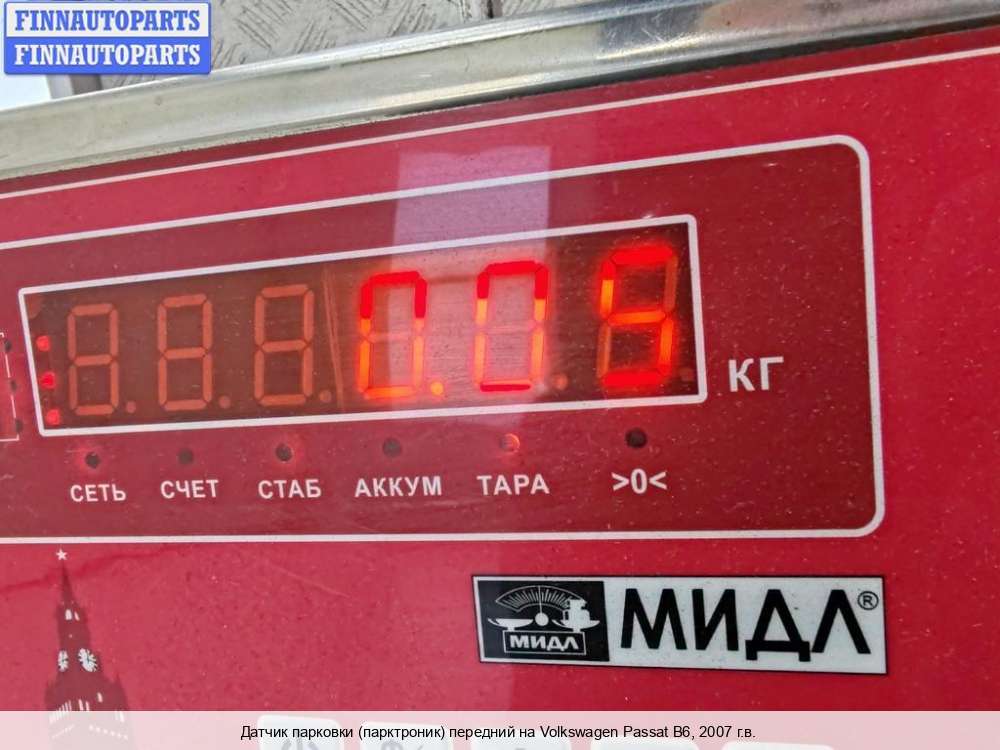 FINNAUTOPARTS
FINNAUTOPARTS
0.05
КГ
СЕТЬ СЧЕТ СТАБ АККУМ ТАРА >0<
МИДЛ МИДЛ®
Датчик парковки (парктроник) передний на Volkswagen Passat B6, 2007 г.в.